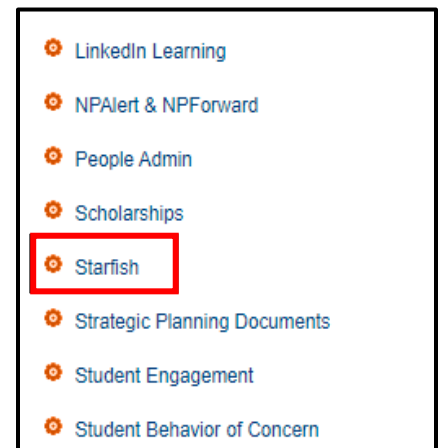 LinkedIn Learning
NPAlert & NPForward
People Admin
Scholarships
Starfish
Strategic Planning Documents
Student Engagement
Student Behavior of Concern